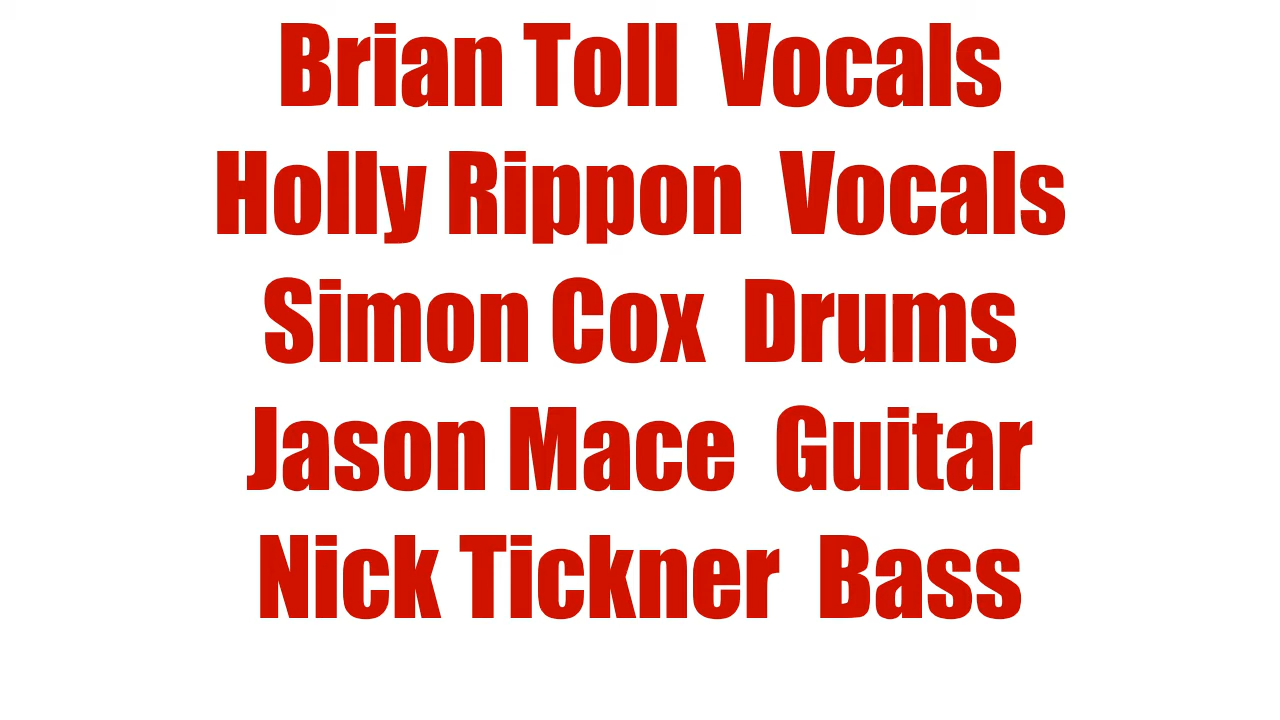 Brian Toll  Vocals
Holly Rippon  Vocals
Simon Cox  Drums
Jason Mace  Guitar
Nick Tickner  Bass